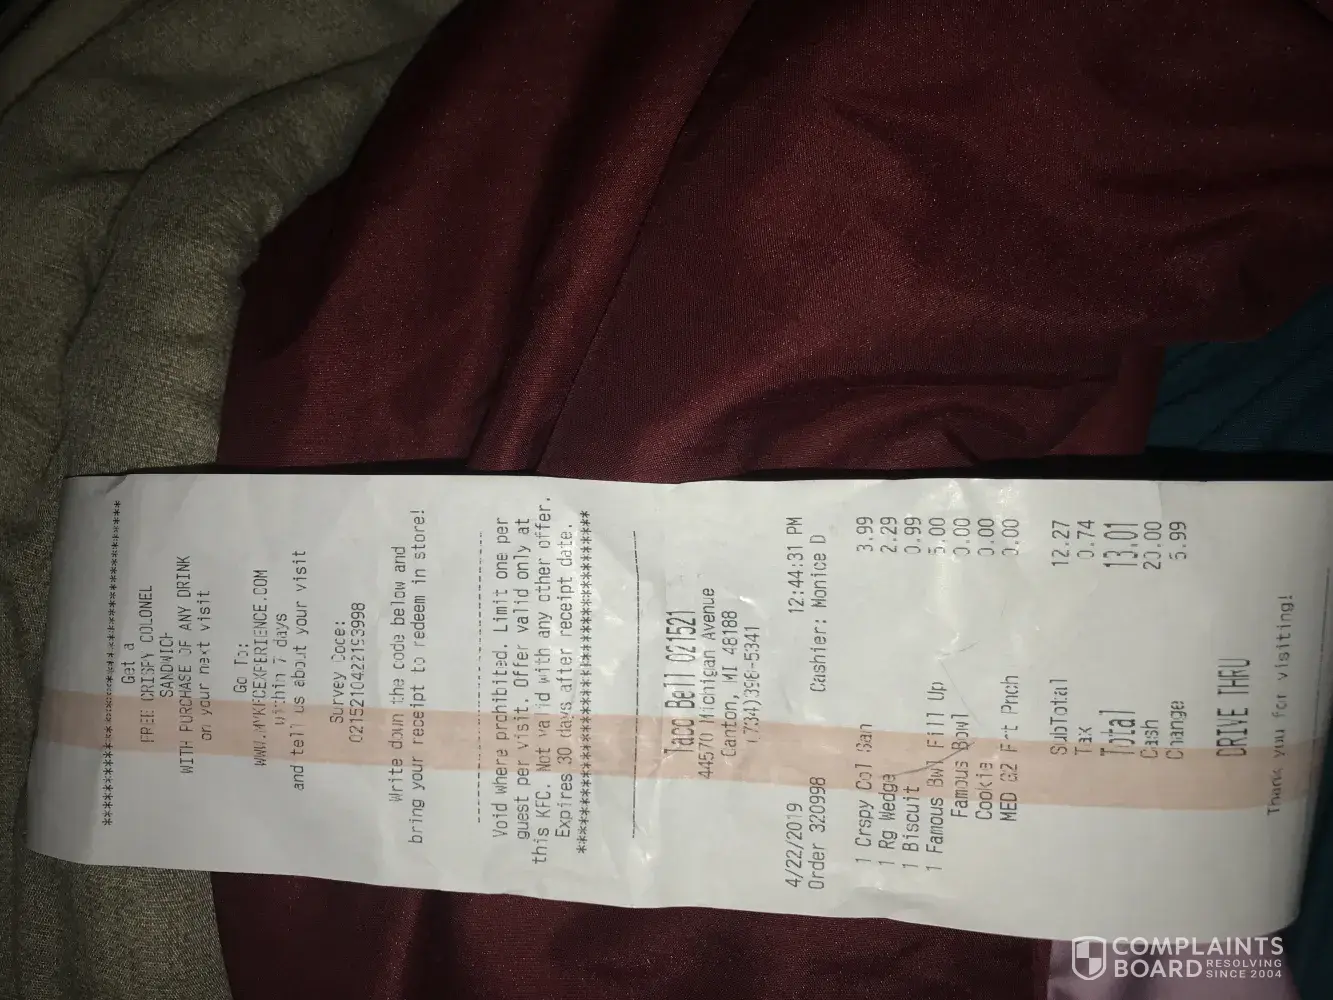 ****************************
Get a
FREE CRISPY COLONEL
SANDWICH
WITH PURCHASE OF ANY DRINK
on your next visit
Go To:
WWW.MYKFCEXPERIENCE.COM
within 7 days
and tell us about your visit
Survey Code:
Write down the code below and
bring your receipt to redeem in store!
Void where prohibited. Limit one per
guest per visit. Offer valid only at
this KFC. Not valid with any other offer.
Expires 30 days after receipt date.
****************************
Taco Bell 021521
44570 Michigan Avenue
Canton, MI 48188
4/22/2019 12:44:31 PM
Order 320998 Cashier: Monice D
1 Crspy Col San 3.99
1 Rg Wedge 2.29
1 Biscuit 0.99
1 Famous Bwl Fill Up 5.00
Famous Bowl 0.00
Cookie 0.00
MED Frt Pnch 0.00
SubTotal 12.27
Tax 0.74
Total 13.01
Cash 20.00
Change 6.99
DRIVE THRU
Thank you for visiting!
COMPLAINTS
BOARD RESOLVING
SINCE 2004